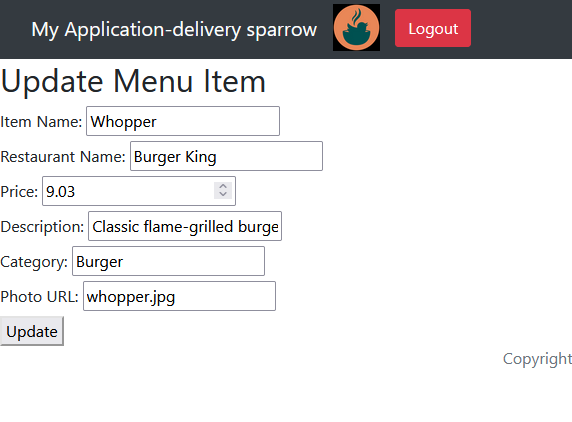 My Application-delivery sparrow Logout
Update Menu Item
Item Name: Whopper
Restaurant Name: Burger King
Price: 9.03
Description: Classic flame-grilled burge
Category: Burger
Photo URL: whopper.jpg
Update
Copyright